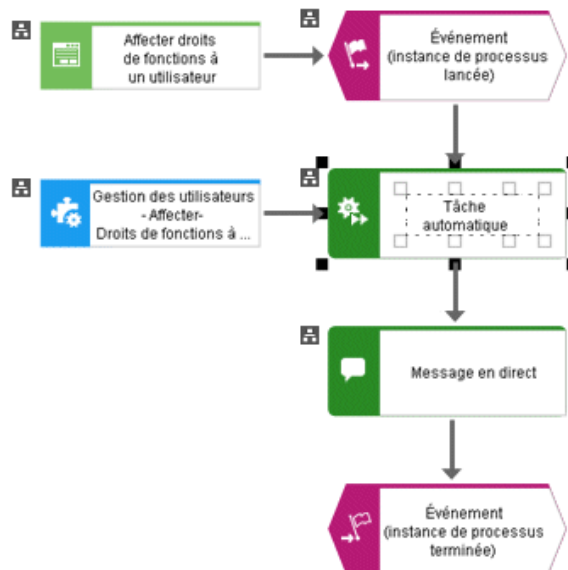 Affecter droits
de fonctions à
un utilisateur
Événement
(instance de processus
lancée)
Gestion des utilisateurs
- Affecter-
Droits de fonctions à ...
Tâche
automatique
Message en direct
Événement
(instance de processus
terminée)